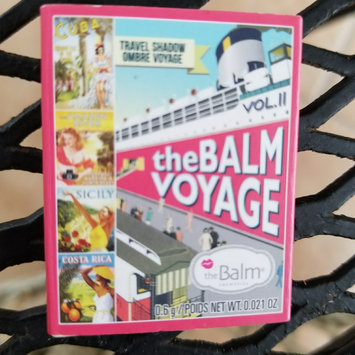 CUBA
TRAVEL SHADOW
OMBRE VOYAGE
VOL.II
theBALM
VOYAGE
SICILY
COSTA RICA
theBalm®
COSMETICS
0.6 g / POIDS NET WT. 0.021 OZ